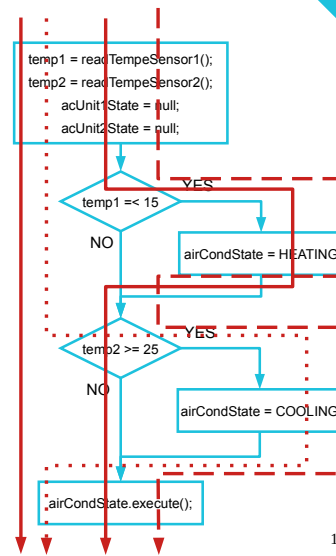 temp1 = readTempeSensor1();
temp2 = readTempeSensor2();
acUnit1State = null;
acUnit2State = null;
YES
temp1 =< 15
NO
airCondState = HEATING
YES
temp2 >= 25
NO
airCondState = COOLING
airCondState.execute();
1